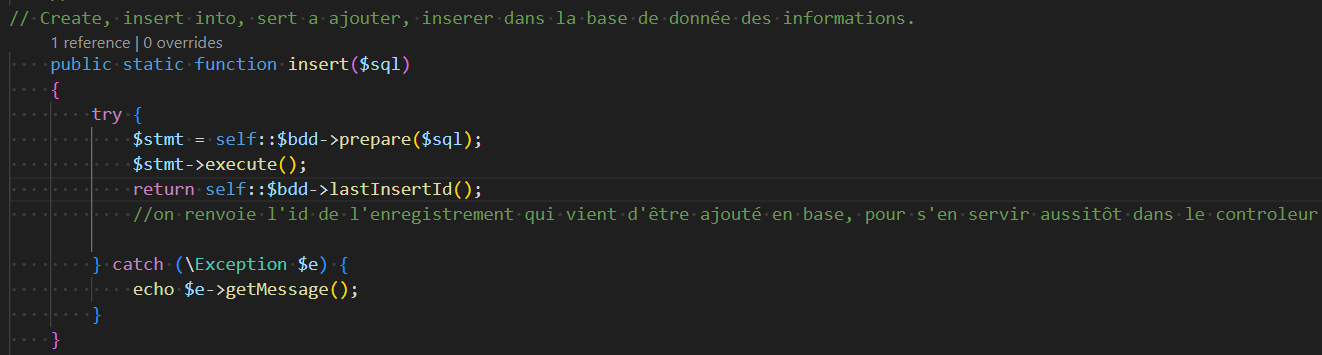 // Create, insert into, sert a ajouter, inserer dans la base de donnée des informations.
1 reference | 0 overrides
public static function insert($sql)
{
try {
$stmt = self::$bdd->prepare($sql);
$stmt->execute();
return self::$bdd->lastInsertId();
//on renvoie l'id de l'enregistrement qui vient d'être ajouté en base, pour s'en servir aussitôt dans le controleur
} catch (\Exception $e) {
echo $e->getMessage();
}
}